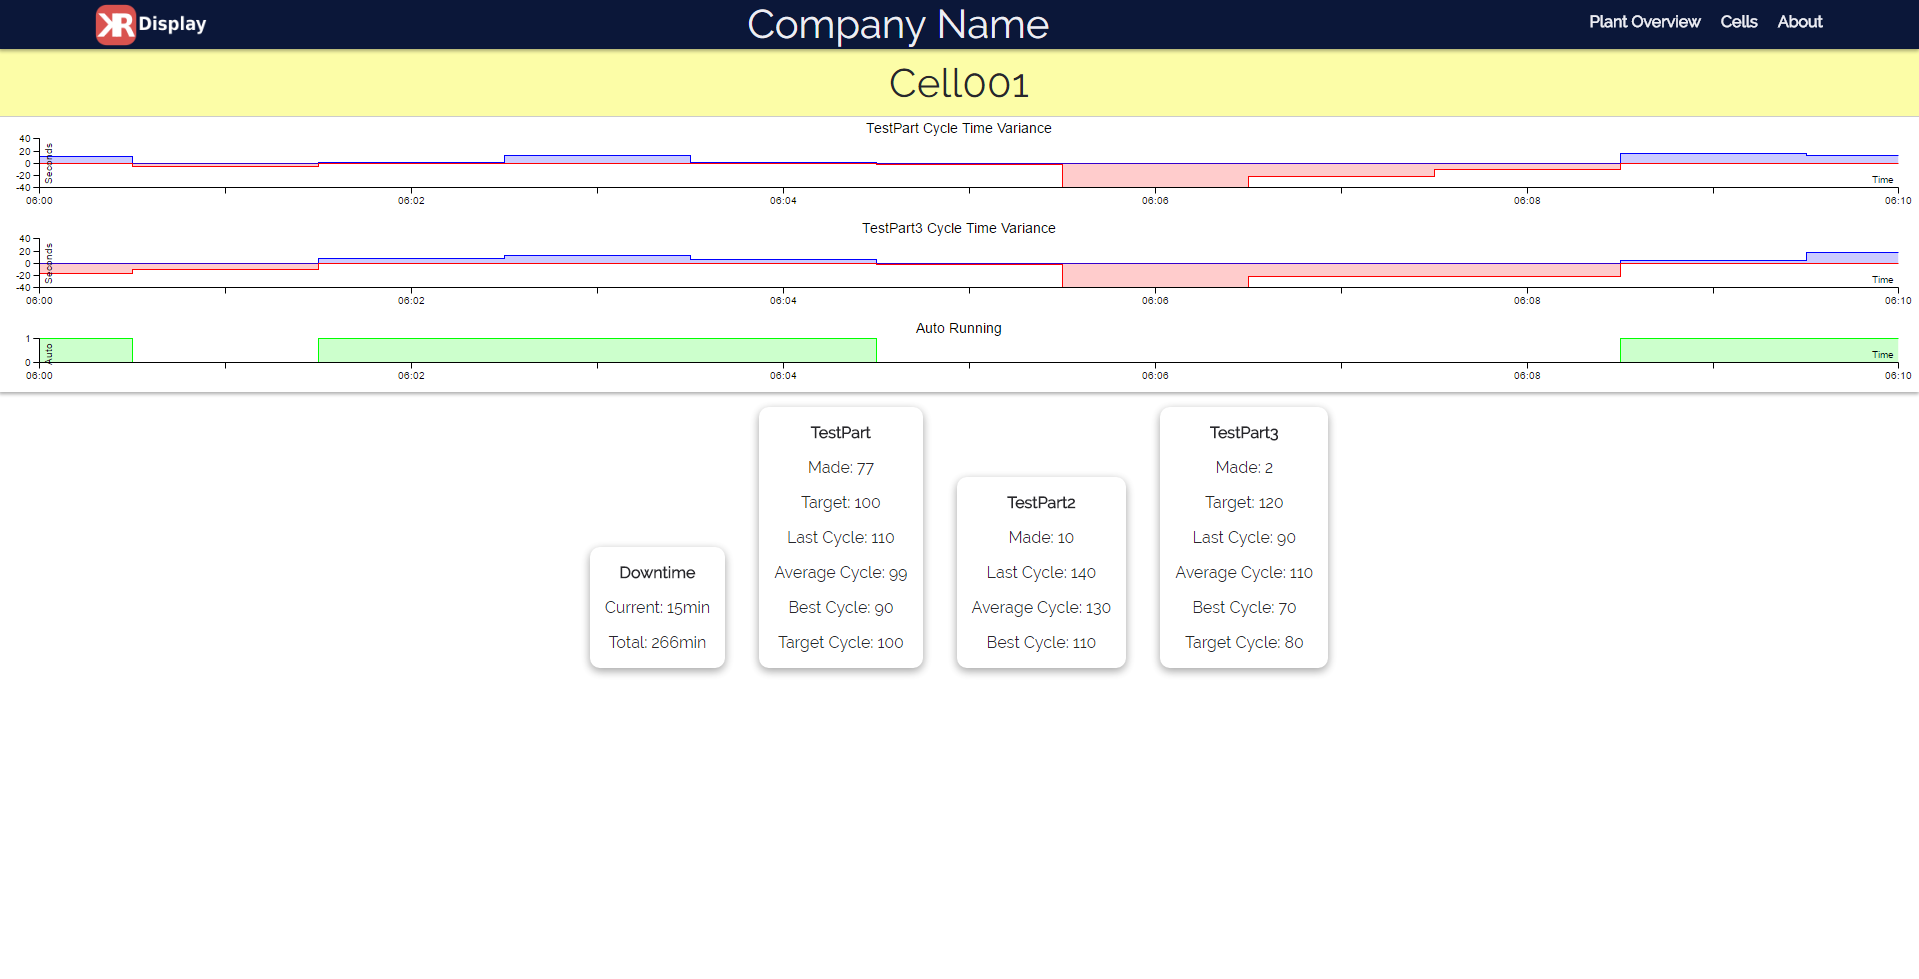 KR Display
Company Name
Plant Overview Cells About
Cell001
TestPart Cycle Time Variance
40
20
0
-20
-40
Seconds
Time
06:00 06:02 06:04 06:06 06:08 06:10
TestPart3 Cycle Time Variance
40
20
0
-20
-40
Seconds
Time
06:00 06:02 06:04 06:06 06:08 06:10
Auto Running
1
0
Auto
Time
06:00 06:02 06:04 06:06 06:08 06:10
Downtime
Current: 15min
Total: 266min
TestPart
Made: 77
Target: 100
Last Cycle: 110
Average Cycle: 99
Best Cycle: 90
Target Cycle: 100
TestPart2
Made: 10
Last Cycle: 140
Average Cycle: 130
Best Cycle: 110
TestPart3
Made: 2
Target: 120
Last Cycle: 90
Average Cycle: 110
Best Cycle: 70
Target Cycle: 80